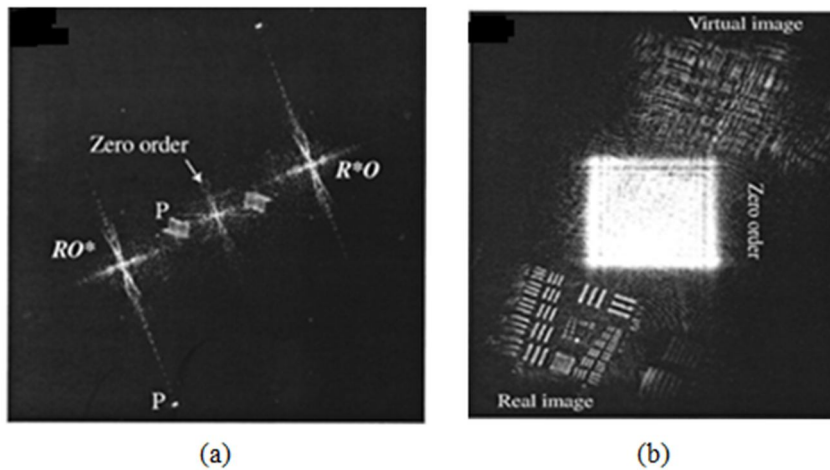 Zero order
R*O
P
RO*
P
(a)
Virtual image
Zero order
Real image
(b)